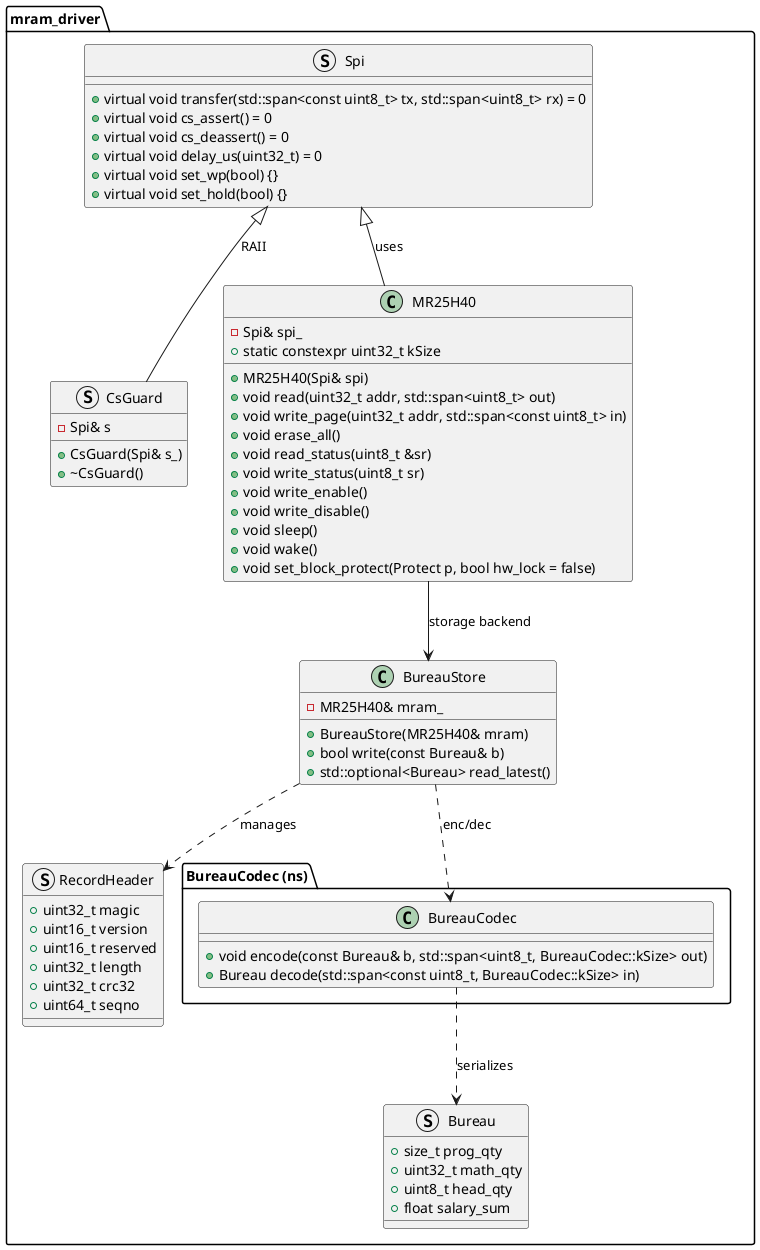 mram_driver
S Spi
virtual void transfer(std::span<const uint8_t> tx, std::span<uint8_t> rx) = 0
virtual void cs_assert() = 0
virtual void cs_deassert() = 0
virtual void delay_us(uint32_t) = 0
virtual void set_wp(bool) {}
virtual void set_hold(bool) {}
RAII
uses
C MR25H40
Spi& spi_
static constexpr uint32_t kSize
MR25H40(Spi& spi)
void read(uint32_t addr, std::span<uint8_t> out)
void write_page(uint32_t addr, std::span<const uint8_t> in)
void erase_all()
void read_status(uint8_t &sr)
void write_status(uint8_t sr)
void write_enable()
void write_disable()
void sleep()
void wake()
void set_block_protect(Protect p, bool hw_lock = false)
S CsGuard
Spi& s
CsGuard(Spi& s_)
~CsGuard()
storage backend
C BureauStore
MR25H40& mram_
BureauStore(MR25H40& mram)
bool write(const Bureau& b)
std::optional<Bureau> read_latest()
manages
enc/dec
S RecordHeader
uint32_t magic
uint16_t version
uint16_t reserved
uint32_t length
uint32_t crc32
uint64_t seqno
BureauCodec (ns)
C BureauCodec
void encode(const Bureau& b, std::span<uint8_t, BureauCodec::kSize> out)
Bureau decode(std::span<const uint8_t, BureauCodec::kSize> in)
serializes
S Bureau
size_t prog_qty
uint32_t math_qty
uint8_t head_qty
float salary_sum